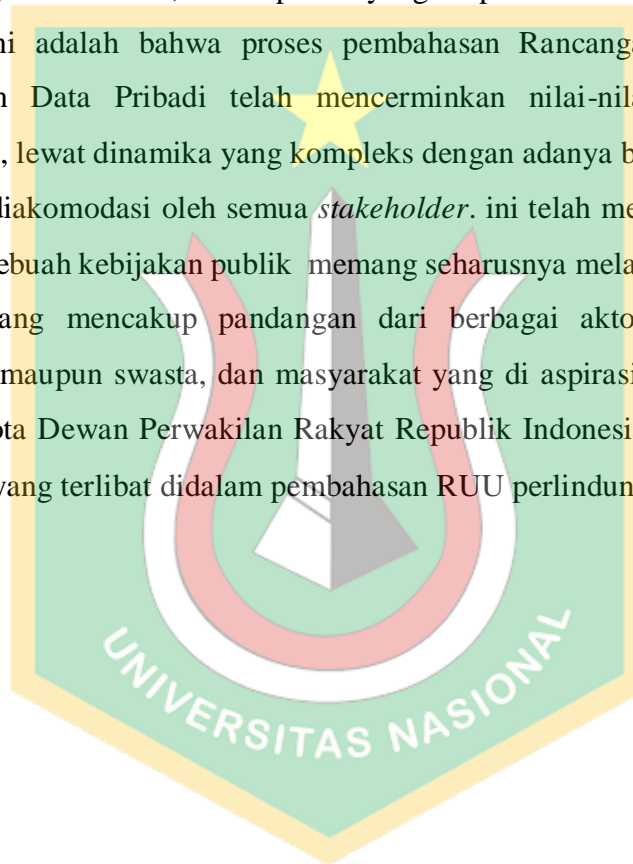 ni adalah bahwa proses pembahasan Rancanga
n Data Pribadi telah mencerminkan nilai-nila
, lewat dinamika yang kompleks dengan adanya b
diakomodasi oleh semua stakeholder. ini telah me
sebuah kebijakan publik memang seharusnya mela
ang mencakup pandangan dari berbagai akto
maupun swasta, dan masyarakat yang di aspirasi
ota Dewan Perwakilan Rakyat Republik Indonesi
yang terlibat didalam pembahasan RUU perlindun
UNIVERSITAS NASIONAL